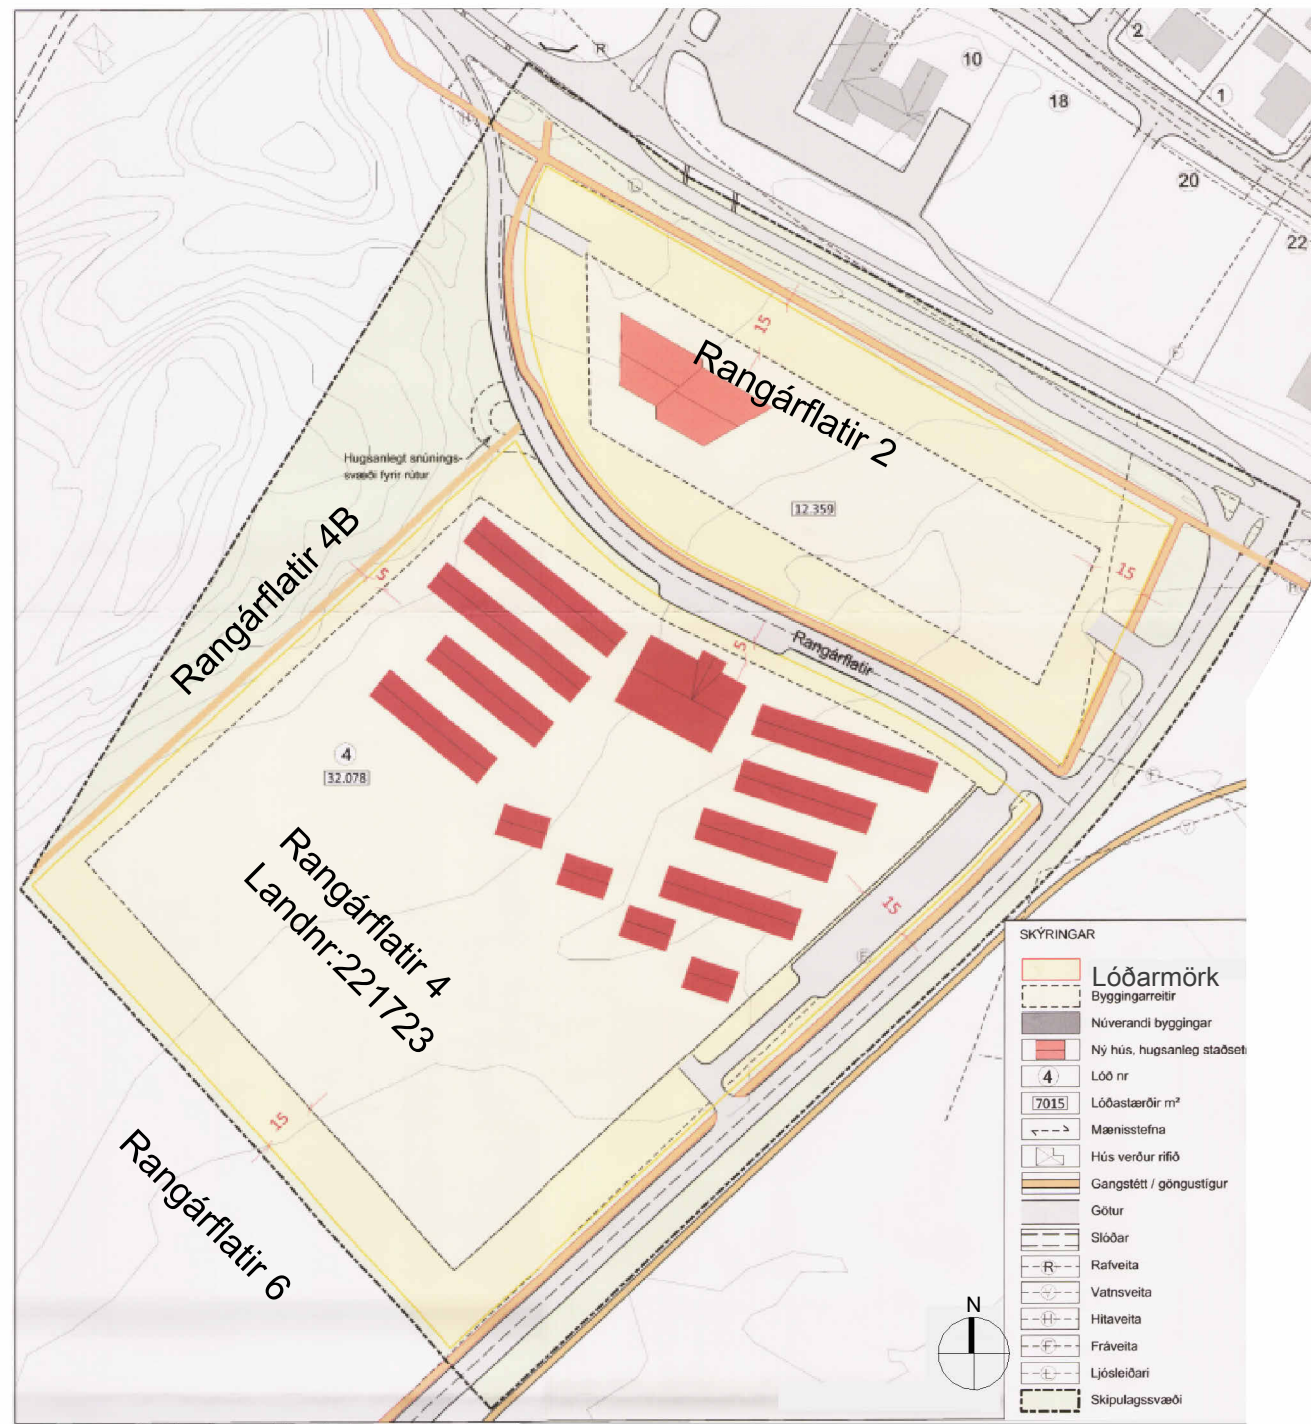 R
2
10
1
18
20
22
L
15
Rangárflatir 2
Hugsanlegt snúnings-
svæði fyrir rútur
12.359
Rangárflatir 4B
5
15
5
Rangárflatir
4
32.078
Rangárflatir 4
Landnr:221723
15
15
Rangárflatir 6
N
SKÝRINGAR
Lóðarmörk
Byggingarreitir
Núverandi byggingar
Ný hús, hugsanleg
4 Lóð nr
7015 Lóðastærðir m²
Mænisstefna
Hús verður rifið
Gangstétt / göngustígur
Götur
Slóðar
R Rafveita
V Vatnsveita
H Hitaveita
F Fráveita
L Ljósleiðari
Skipulagssvæði